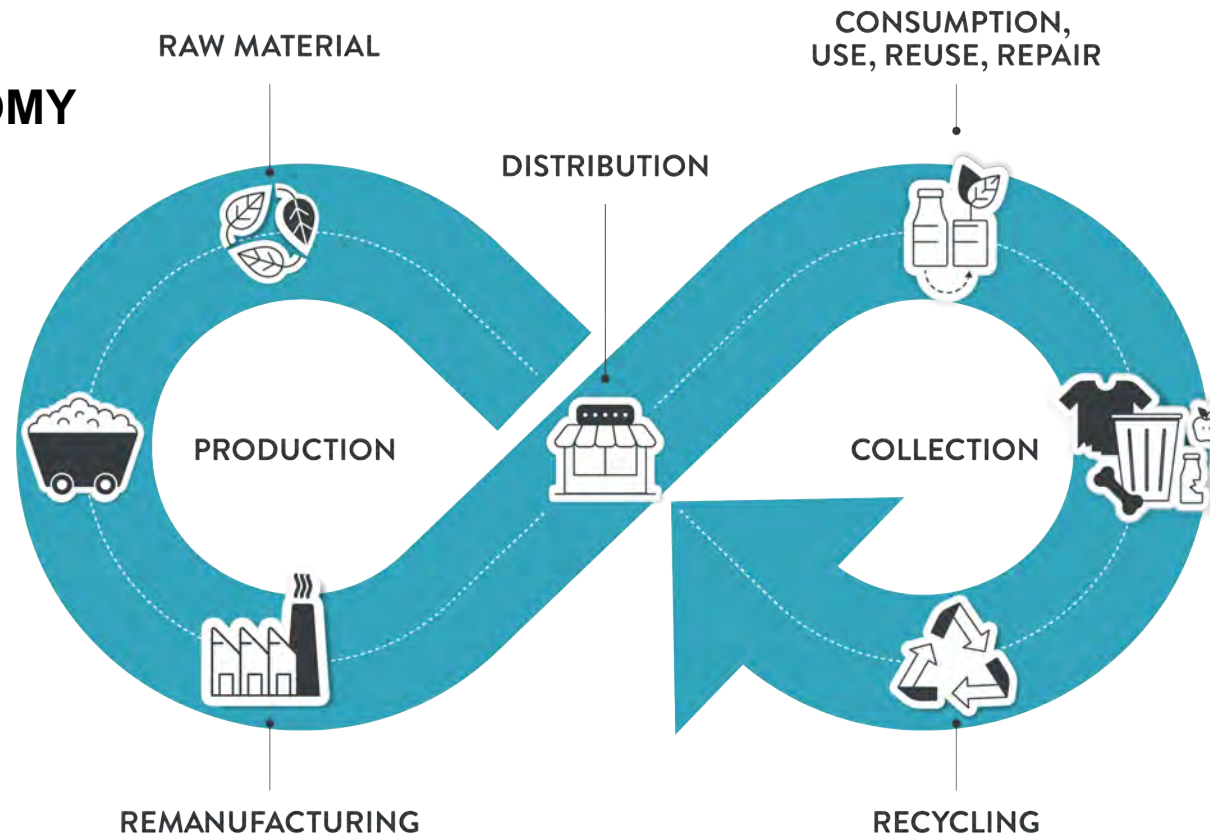 CONSUMPTION,
USE, REUSE, REPAIR
RAW MATERIAL
OMY
DISTRIBUTION
PRODUCTION
COLLECTION
REMANUFACTURING
RECYCLING